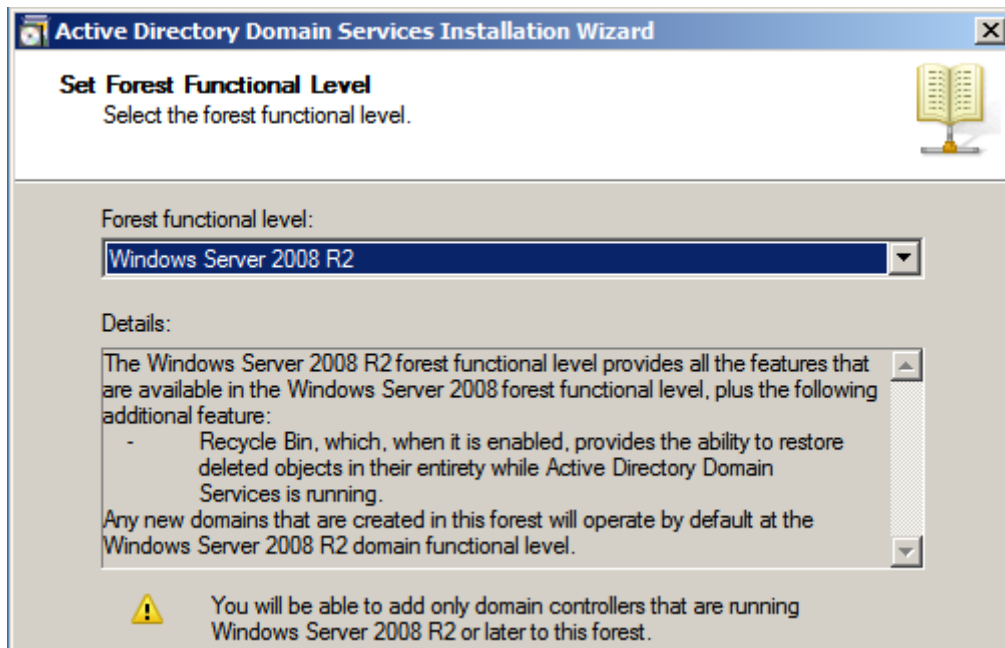 Active Directory Domain Services Installation Wizard
Set Forest Functional Level
Select the forest functional level.
Forest functional level:
Windows Server 2008 R2
Details:
The Windows Server 2008 R2 forest functional level provides all the features that
are available in the Windows Server 2008 forest functional level, plus the following
additional feature:
- Recycle Bin, which, when it is enabled, provides the ability to restore
deleted objects in their entirety while Active Directory Domain
Services is running.
Any new domains that are created in this forest will operate by default at the
Windows Server 2008 R2 domain functional level.
You will be able to add only domain controllers that are running
Windows Server 2008 R2 or later to this forest.